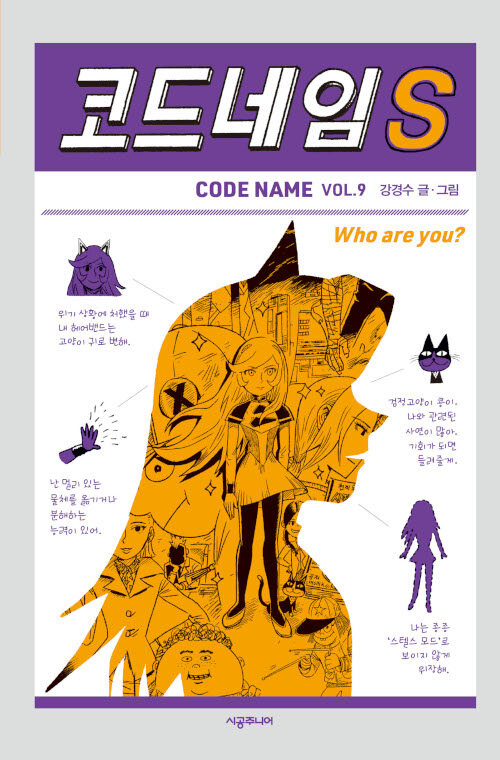 코드네임 S
CODE NAME VOL.9 강경수 글·그림
Who are you?
위기 상황에 처했을 때
내 헤어밴드는
고양이 귀로 변해.
검정고양이 콩이.
나와 관련된
사연이 많아.
기회가 되면
들려줄게.
난 멀리 있는
물체를 옮기거나
분해하는
능력이 있어.
나는 종종
'스텔스 모드'로
보이지 않게
위장해.
시공주니어